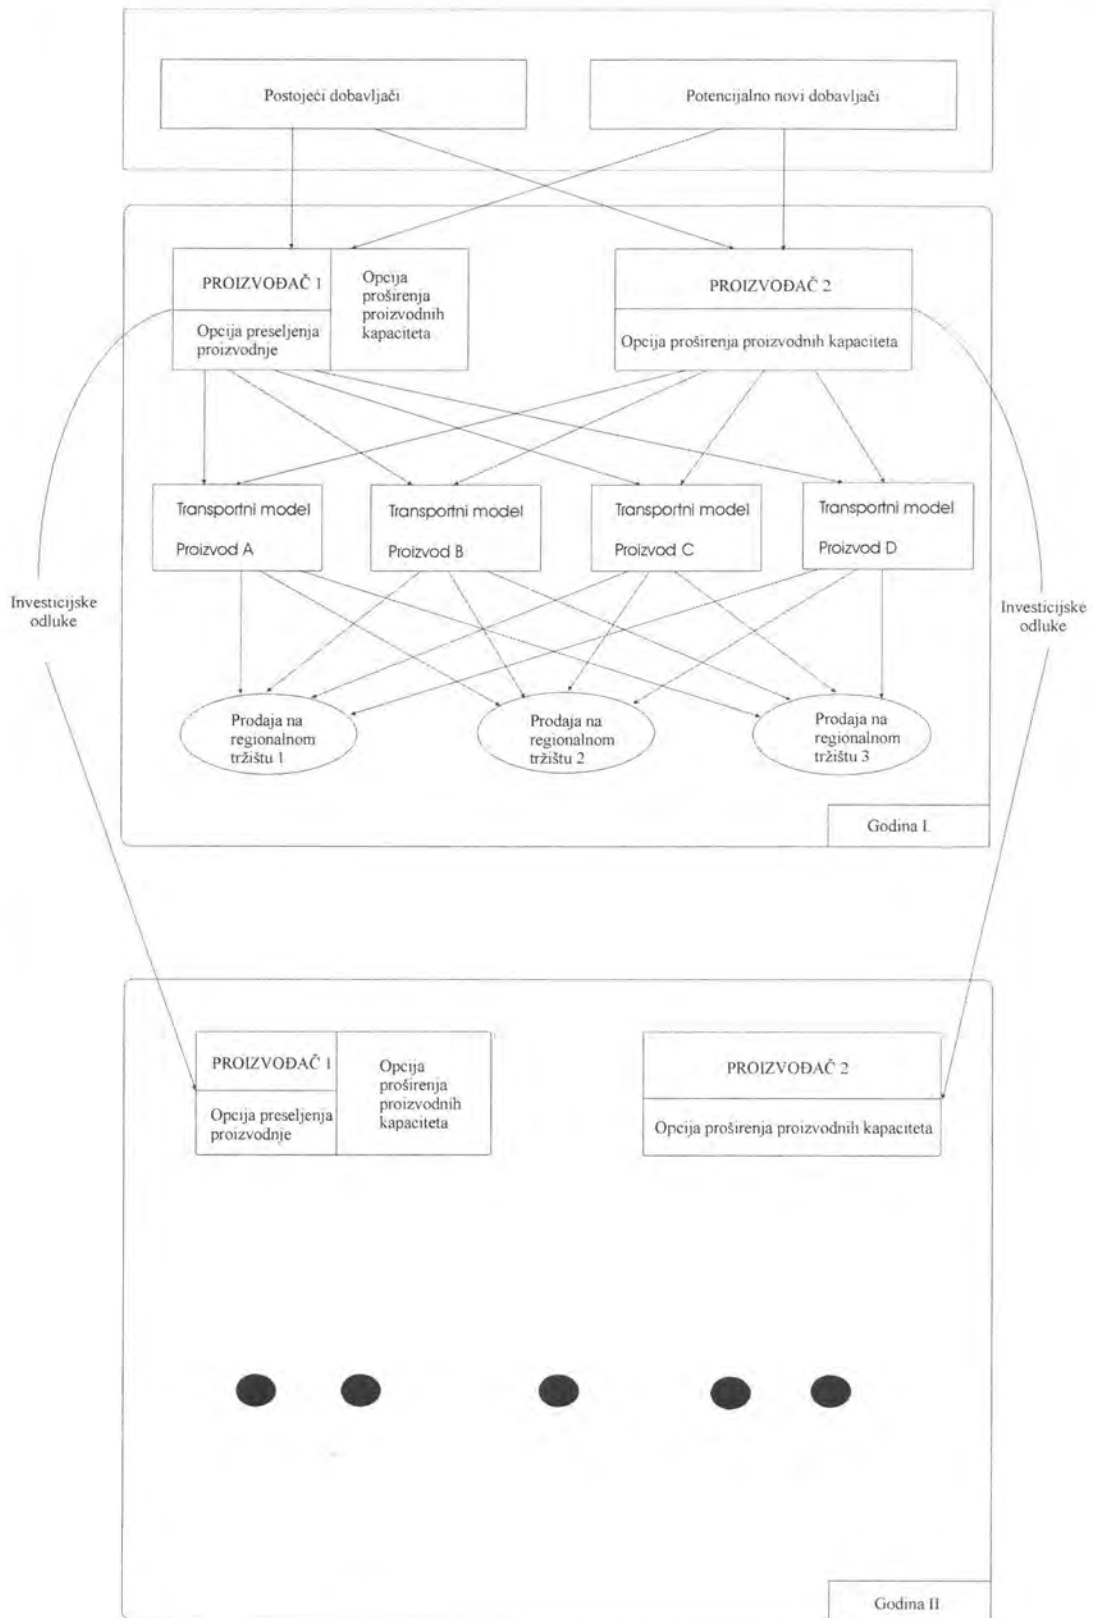 Postojeći dobavljači
Potencijalno novi dobavljači
PROIZVOĐAČ 1
Opcija
proširenja
proizvodnih
kapaciteta
Opcija preseljenja
proizvodnje
PROIZVOĐAČ 2
Opcija proširenja proizvodnih kapaciteta
Transportni model
Proizvod A
Transportni model
Proizvod B
Transportni model
Proizvod C
Transportni model
Proizvod D
Investicijske
odluke
Investicijske
odluke
Prodaja na
regionalnom
tržištu 1
Prodaja na
regionalnom
tržištu 2
Prodaja na
regionalnom
tržištu 3
Godina I.
PROIZVOĐAČ 1
Opcija
proširenja
proizvodnih
kapaciteta
Opcija preseljenja
proizvodnje
PROIZVOĐAČ 2
Opcija proširenja proizvodnih kapaciteta
Godina II